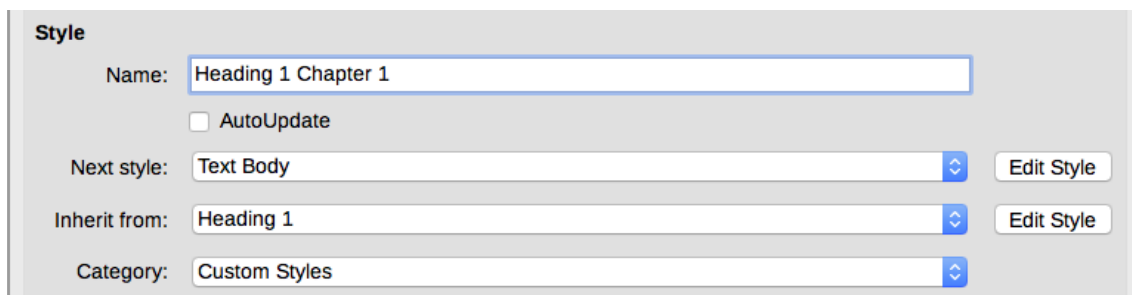 Style
Name: Heading 1 Chapter 1
AutoUpdate
Next style: Text Body Edit Style
Inherit from: Heading 1 Edit Style
Category: Custom Styles